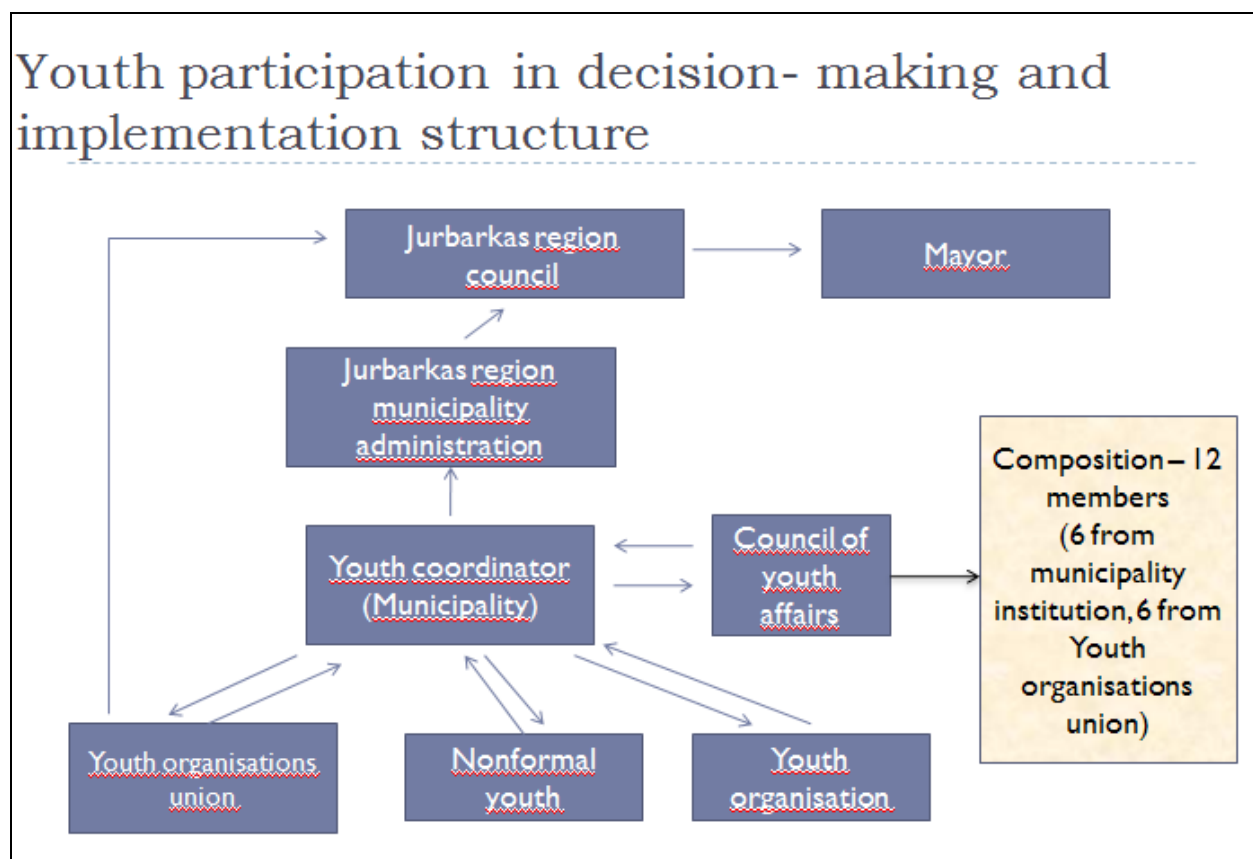 Youth participation in decision- making and
implementation structure
Jurbarkas region
council
Mayor
Jurbarkas region
municipality
administration
Composition – 12
members
(6 from
municipality
institution, 6 from
Youth
organisations
union)
Youth coordinator
(Municipality)
Council of
youth
affairs
Youth organisations
union
Nonformal
youth
Youth
organisation